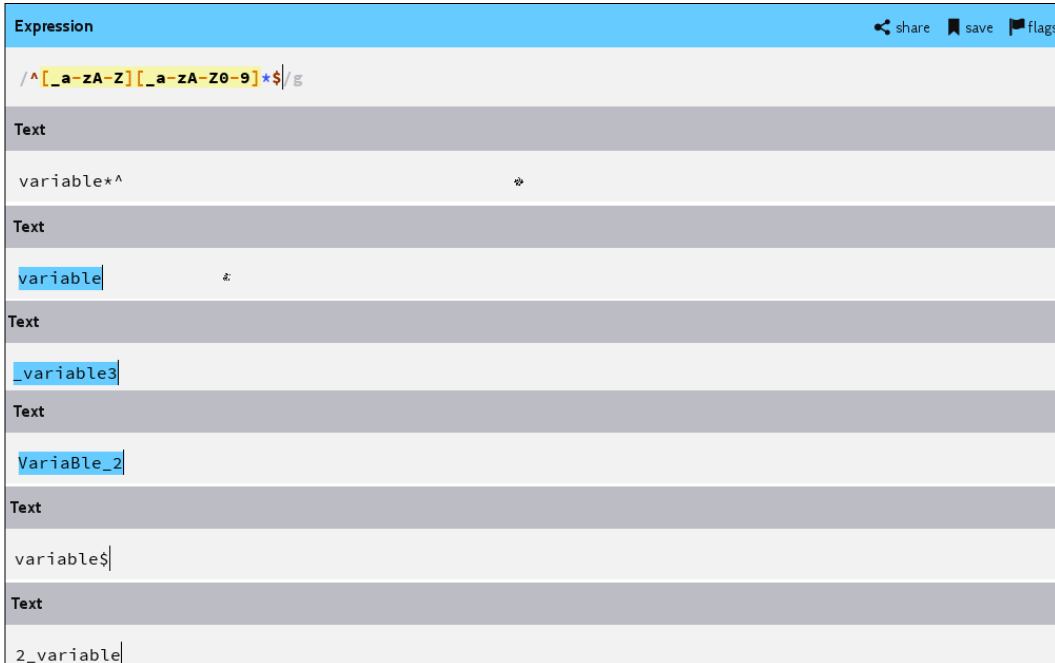 Expression share save flags
/^[_a-zA-Z][_a-zA-Z0-9]*$/g
Text
variable*^
Text
variable
Text
_variable3
Text
VariaBle_2
Text
variable$
Text
2_variable